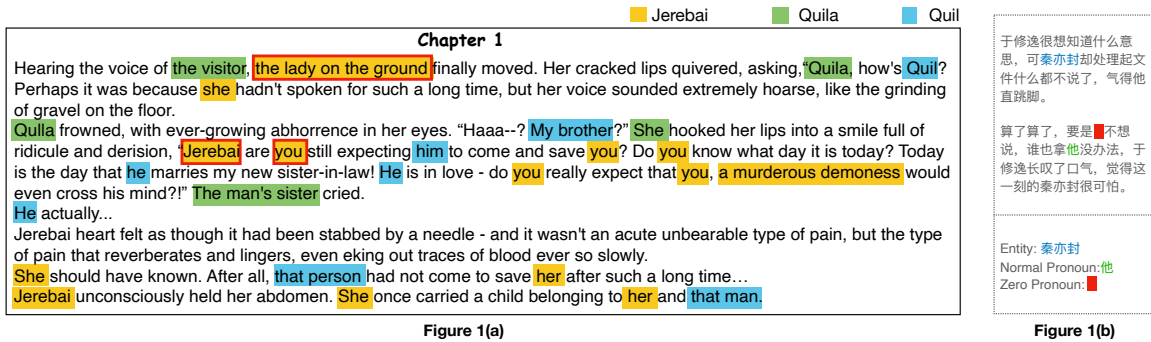 Jerebai Quila Quil
Chapter 1
Hearing the voice of the visitor, the lady on the ground finally moved. Her cracked lips quivered, asking,“Quila, how's Quil?
Perhaps it was because she hadn't spoken for such a long time, but her voice sounded extremely hoarse, like the grinding
of gravel on the floor.
Qulla frowned, with ever-growing abhorrence in her eyes. “Haaa--? My brother?” She hooked her lips into a smile full of
ridicule and derision, “Jerebai are you still expecting him to come and save you? Do you know what day it is today? Today
is the day that he marries my new sister-in-law! He is in love - do you really expect that you, a murderous demoness would
even cross his mind?!” The man's sister cried.
He actually...
Jerebai heart felt as though it had been stabbed by a needle - and it wasn't an acute unbearable type of pain, but the type
of pain that reverberates and lingers, even eking out traces of blood ever so slowly.
She should have known. After all, that person had not come to save her after such a long time…
Jerebai unconsciously held her abdomen. She once carried a child belonging to her and that man.
Figure 1(a)
于修逸很想知道什么意
思，可秦亦封却处理起文
件什么都不说了，气得他
直跳脚。
算了算了，要是不想
说，谁也拿他没办法，于
修逸长叹了口气，觉得这
一刻的秦亦封很可怕。
Entity: 秦亦封
Normal Pronoun:他
Zero Pronoun:
Figure 1(b)